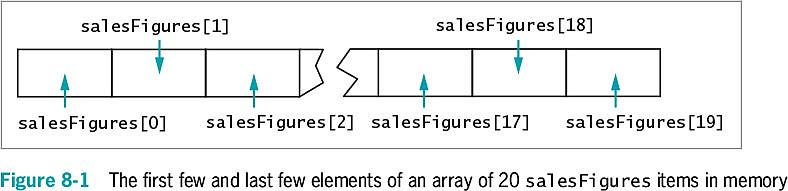 salesFigures[1]
salesFigures[18]
salesFigures[0]
salesFigures[2]
salesFigures[17]
salesFigures[19]
Figure 8-1 The first few and last few elements of an array of 20 salesFigures items in memory